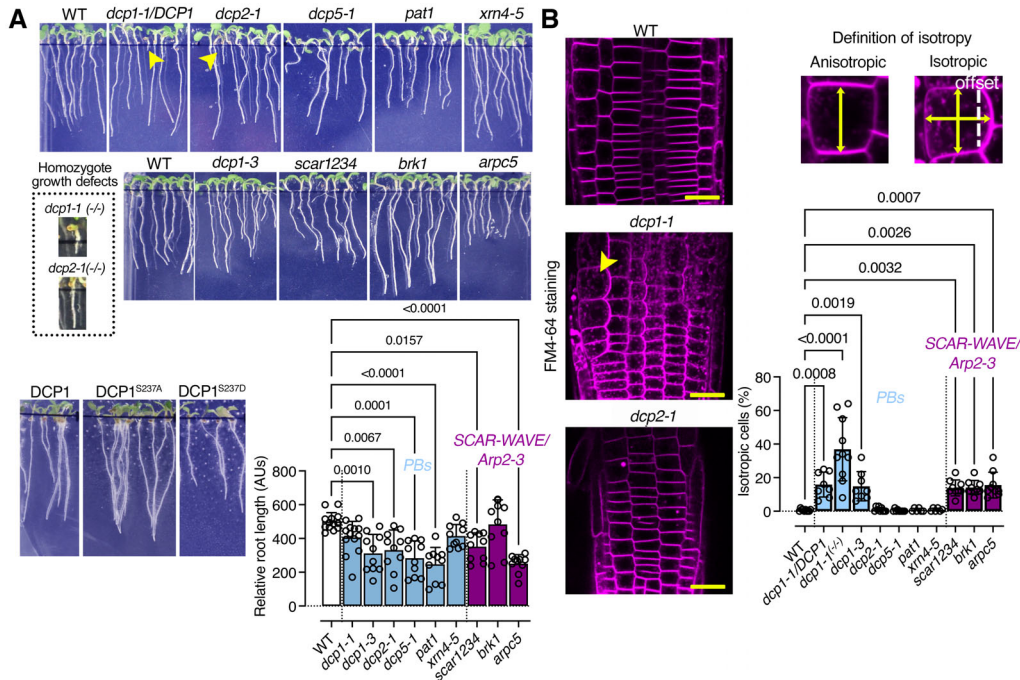 A
WT
dcp1-1/DCP1
dcp2-1
dcp5-1
pat1
xrn4-5
Homozygote
growth defects
dcp1-1 (-/-)
dcp2-1(-/-)
WT
dcp1-3
scar1234
brk1
arpc5
DCP1
DCP1S237A
DCP1S237D
<0.0001
0.0157
<0.0001
0.0001
0.0067
0.0010
PBs
SCAR-WAVE/
Arp2-3
Relative root length (AUs)
800
600
400
200
0
WT
dcp1-1
dcp1-3
dcp2-1
dcp5-1
pat1
xrn4-5
scar1234
brk1
arpc5
B
WT
dcp1-1
dcp2-1
FM4-64 staining
Definition of isotropy
Anisotropic
Isotropic
offset
0.0007
0.0026
0.0032
0.0019
<0.0001
0.0008
PBs
SCAR-WAVE/
Arp2-3
Isotropic cells (%)
80
60
40
20
0
WT
dcp1-1/DCP1
dcp1-1(-/-)
dcp1-3
dcp2-1
dcp5-1
pat1
xrn4-5
scar1234
brk1
arpc5